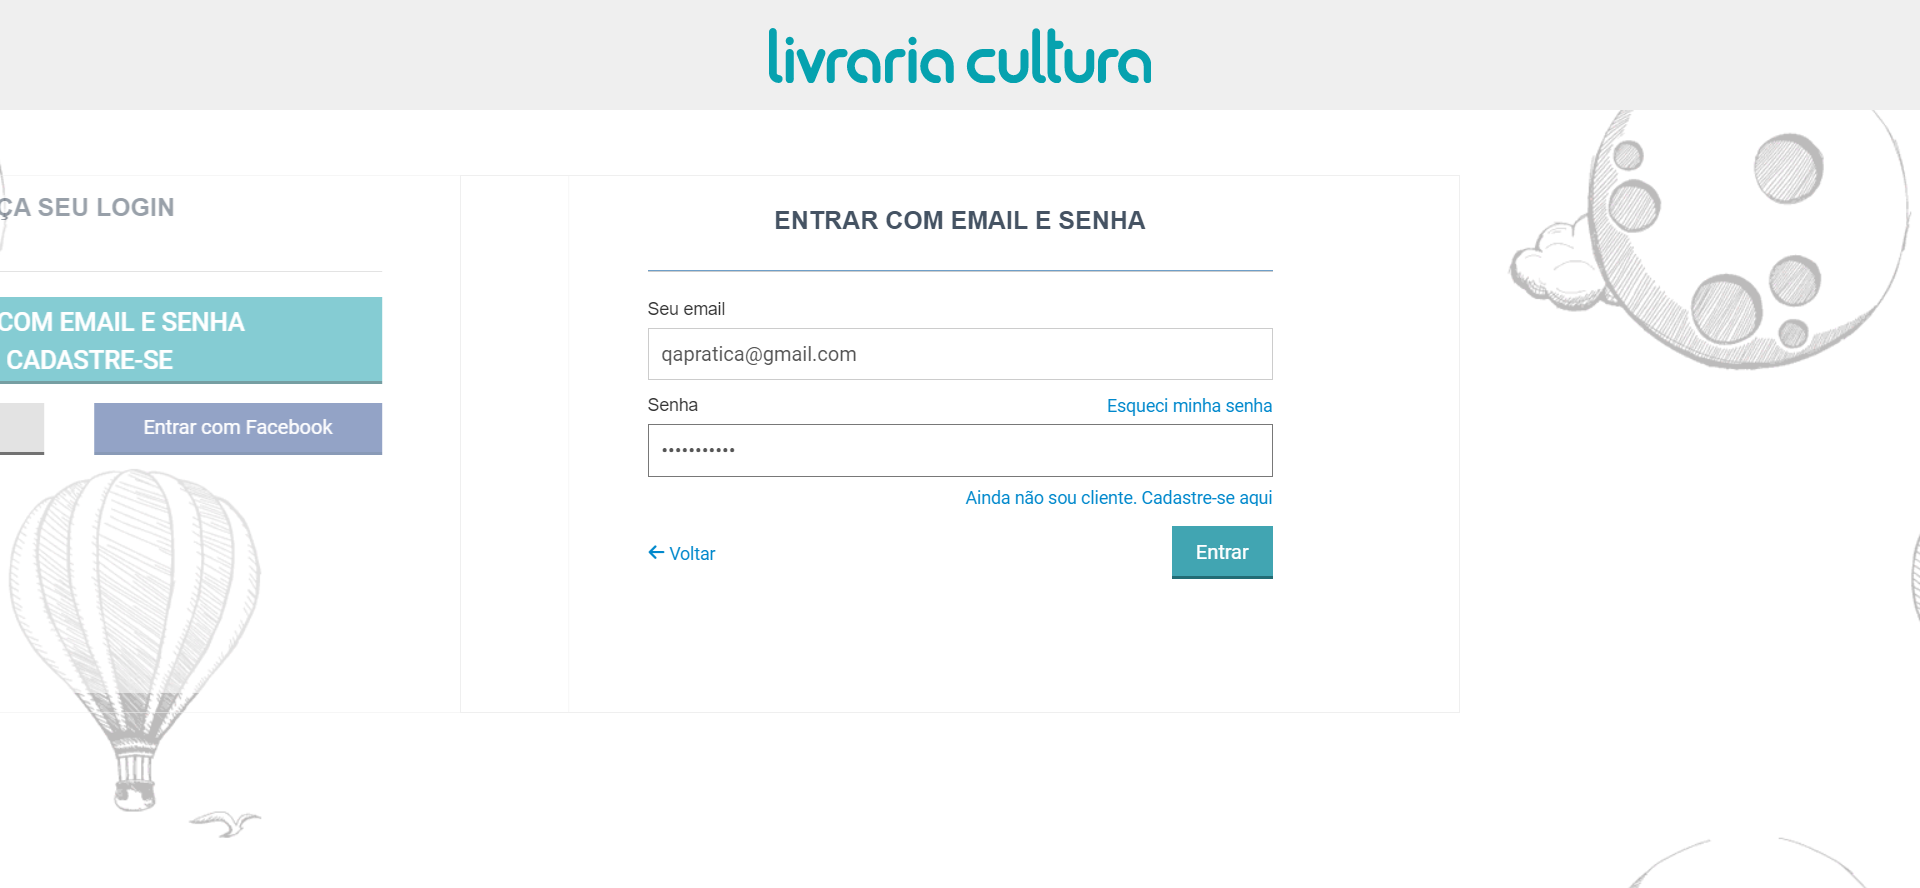 livraria cultura
ÇA SEU LOGIN
COM EMAIL E SENHA
CADASTRE-SE
Entrar com Facebook
ENTRAR COM EMAIL E SENHA
Seu email
qapratica@gmail.com
Senha
Esqueci minha senha
•••••••••••
Ainda não sou cliente. Cadastre-se aqui
Voltar
Entrar